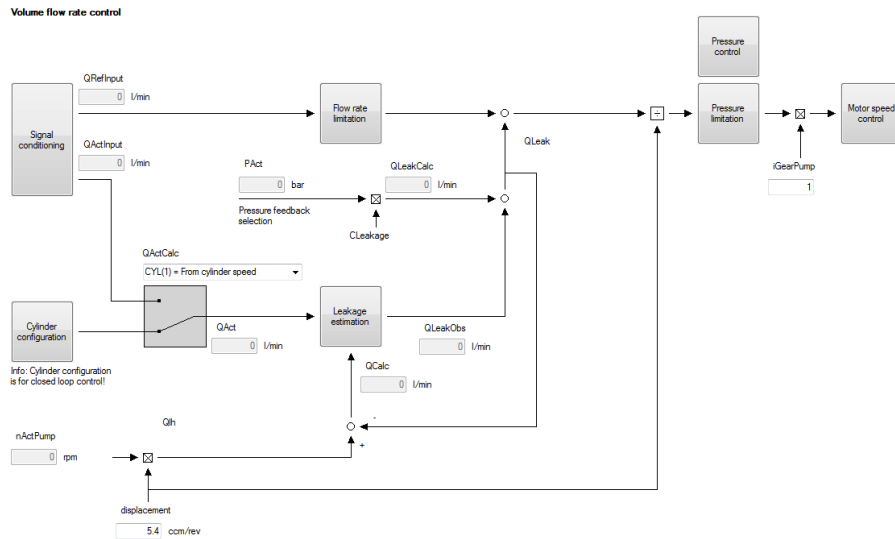 Volume flow rate control
Pressure
control
QRefInput
0 l/min
Signal
conditioning
Flow rate
limitation
÷
Pressure
limitation
Motor speed
control
QActInput
0 l/min
QLeak
PAct
0 bar
QLeakCalc
0 l/min
iGearPump
1
Pressure feedback
selection
CLeakage
QActCalc
CYL(1) = From cylinder speed
Cylinder
configuration
Leakage
estimation
QAct
0 l/min
QLeakObs
0 l/min
Info: Cylinder configuration
is for closed loop control!
QCalc
0 l/min
Qlh
-
+
nActPump
0 rpm
displacement
5.4 ccm/rev